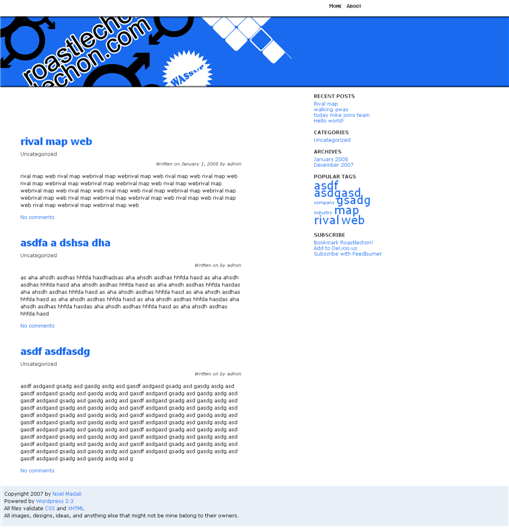 Home About
roastlechon.com
lechon.com
WASSUP
RECENT POSTS
Rival map
walking away
today mike joins team
Hello world!
CATEGORIES
Uncategorized
ARCHIVES
January 2008
December 2007
POPULAR TAGS
asdf
asdgasd
company gsadg
industry map
rival web
SUBSCRIBE
Bookmark Roastlechon!
Add to Del.icio.us
Subscribe with Feedburner
rival map web
Uncategorized
Written on January 1, 2008 by admin
rival map web rival map web webrival map webrival map web rival map web rival map web
rival map web rival map webrival map webrival map web rival map webrival map
webrival map web rival map web rival map webrival map web rival map webrival map
webrival map web rival map webrival map web rival map web rival map web rival map
web rival map webrival map webrival map web
No comments
asdfa a dshsa dha
Uncategorized
Written on by admin
as aha ahsdh asdhas hhfda hasdhadsas aha ahsdh asdhas hhfda hasd as aha ahsdh
asdhas hhfda hasd aha ahsdh asdhas hhfda hasd as aha ahsdh asdhas hhfda hasdas
aha ahsdh asdhas hhfda hasd as aha ahsdh asdhas hhfda hasd as aha ahsdh asdhas
hhfda hasd as aha ahsdh asdhas hhfda hasd as aha ahsdh asdhas hhfda hasdas aha
ahsdh asdhas hhfda hasdas aha ahsdh asdhas hhfda hasd as aha ahsdh asdhas
hhfda hasd
No comments
asdf asdfasdg
Uncategorized
Written on by admin
asdf asdgasd gsadg asd gasdg asdg asd gasdf asdgasd gsadg asd gasdg asdg asd
gasdf asdgasd gsadg asd gasdg asdg asd gasdf asdgasd gsadg asd gasdg asdg asd
gasdf asdgasd gsadg asd gasdg asdg asd gasdf asdgasd gsadg asd gasdg asdg asd
gasdf asdgasd gsadg asd gasdg asdg asd gasdf asdgasd gsadg asd gasdg asdg asd
gasdf asdgasd gsadg asd gasdg asdg asd gasdf asdgasd gsadg asd gasdg asdg asd
gasdf asdgasd gsadg asd gasdg asdg asd gasdf asdgasd gsadg asd gasdg asdg asd
gasdf asdgasd gsadg asd gasdg asdg asd gasdf asdgasd gsadg asd gasdg asdg asd
gasdf asdgasd gsadg asd gasdg asdg asd gasdf asdgasd gsadg asd gasdg asdg asd
gasdf asdgasd gsadg asd gasdg asdg asd gasdf asdgasd gsadg asd gasdg asdg asd
gasdf asdgasd gsadg asd gasdg asdg asd gasdf asdgasd gsadg asd gasdg asdg asd
gasdf asdgasd gsadg asd gasdg asdg asd g
No comments
Copyright 2007 by Noel Madali
Powered by Wordpress 2.3
All files validate CSS and XHTML
All images, designs, ideas, and anything else that might not be mine belong to their owners.